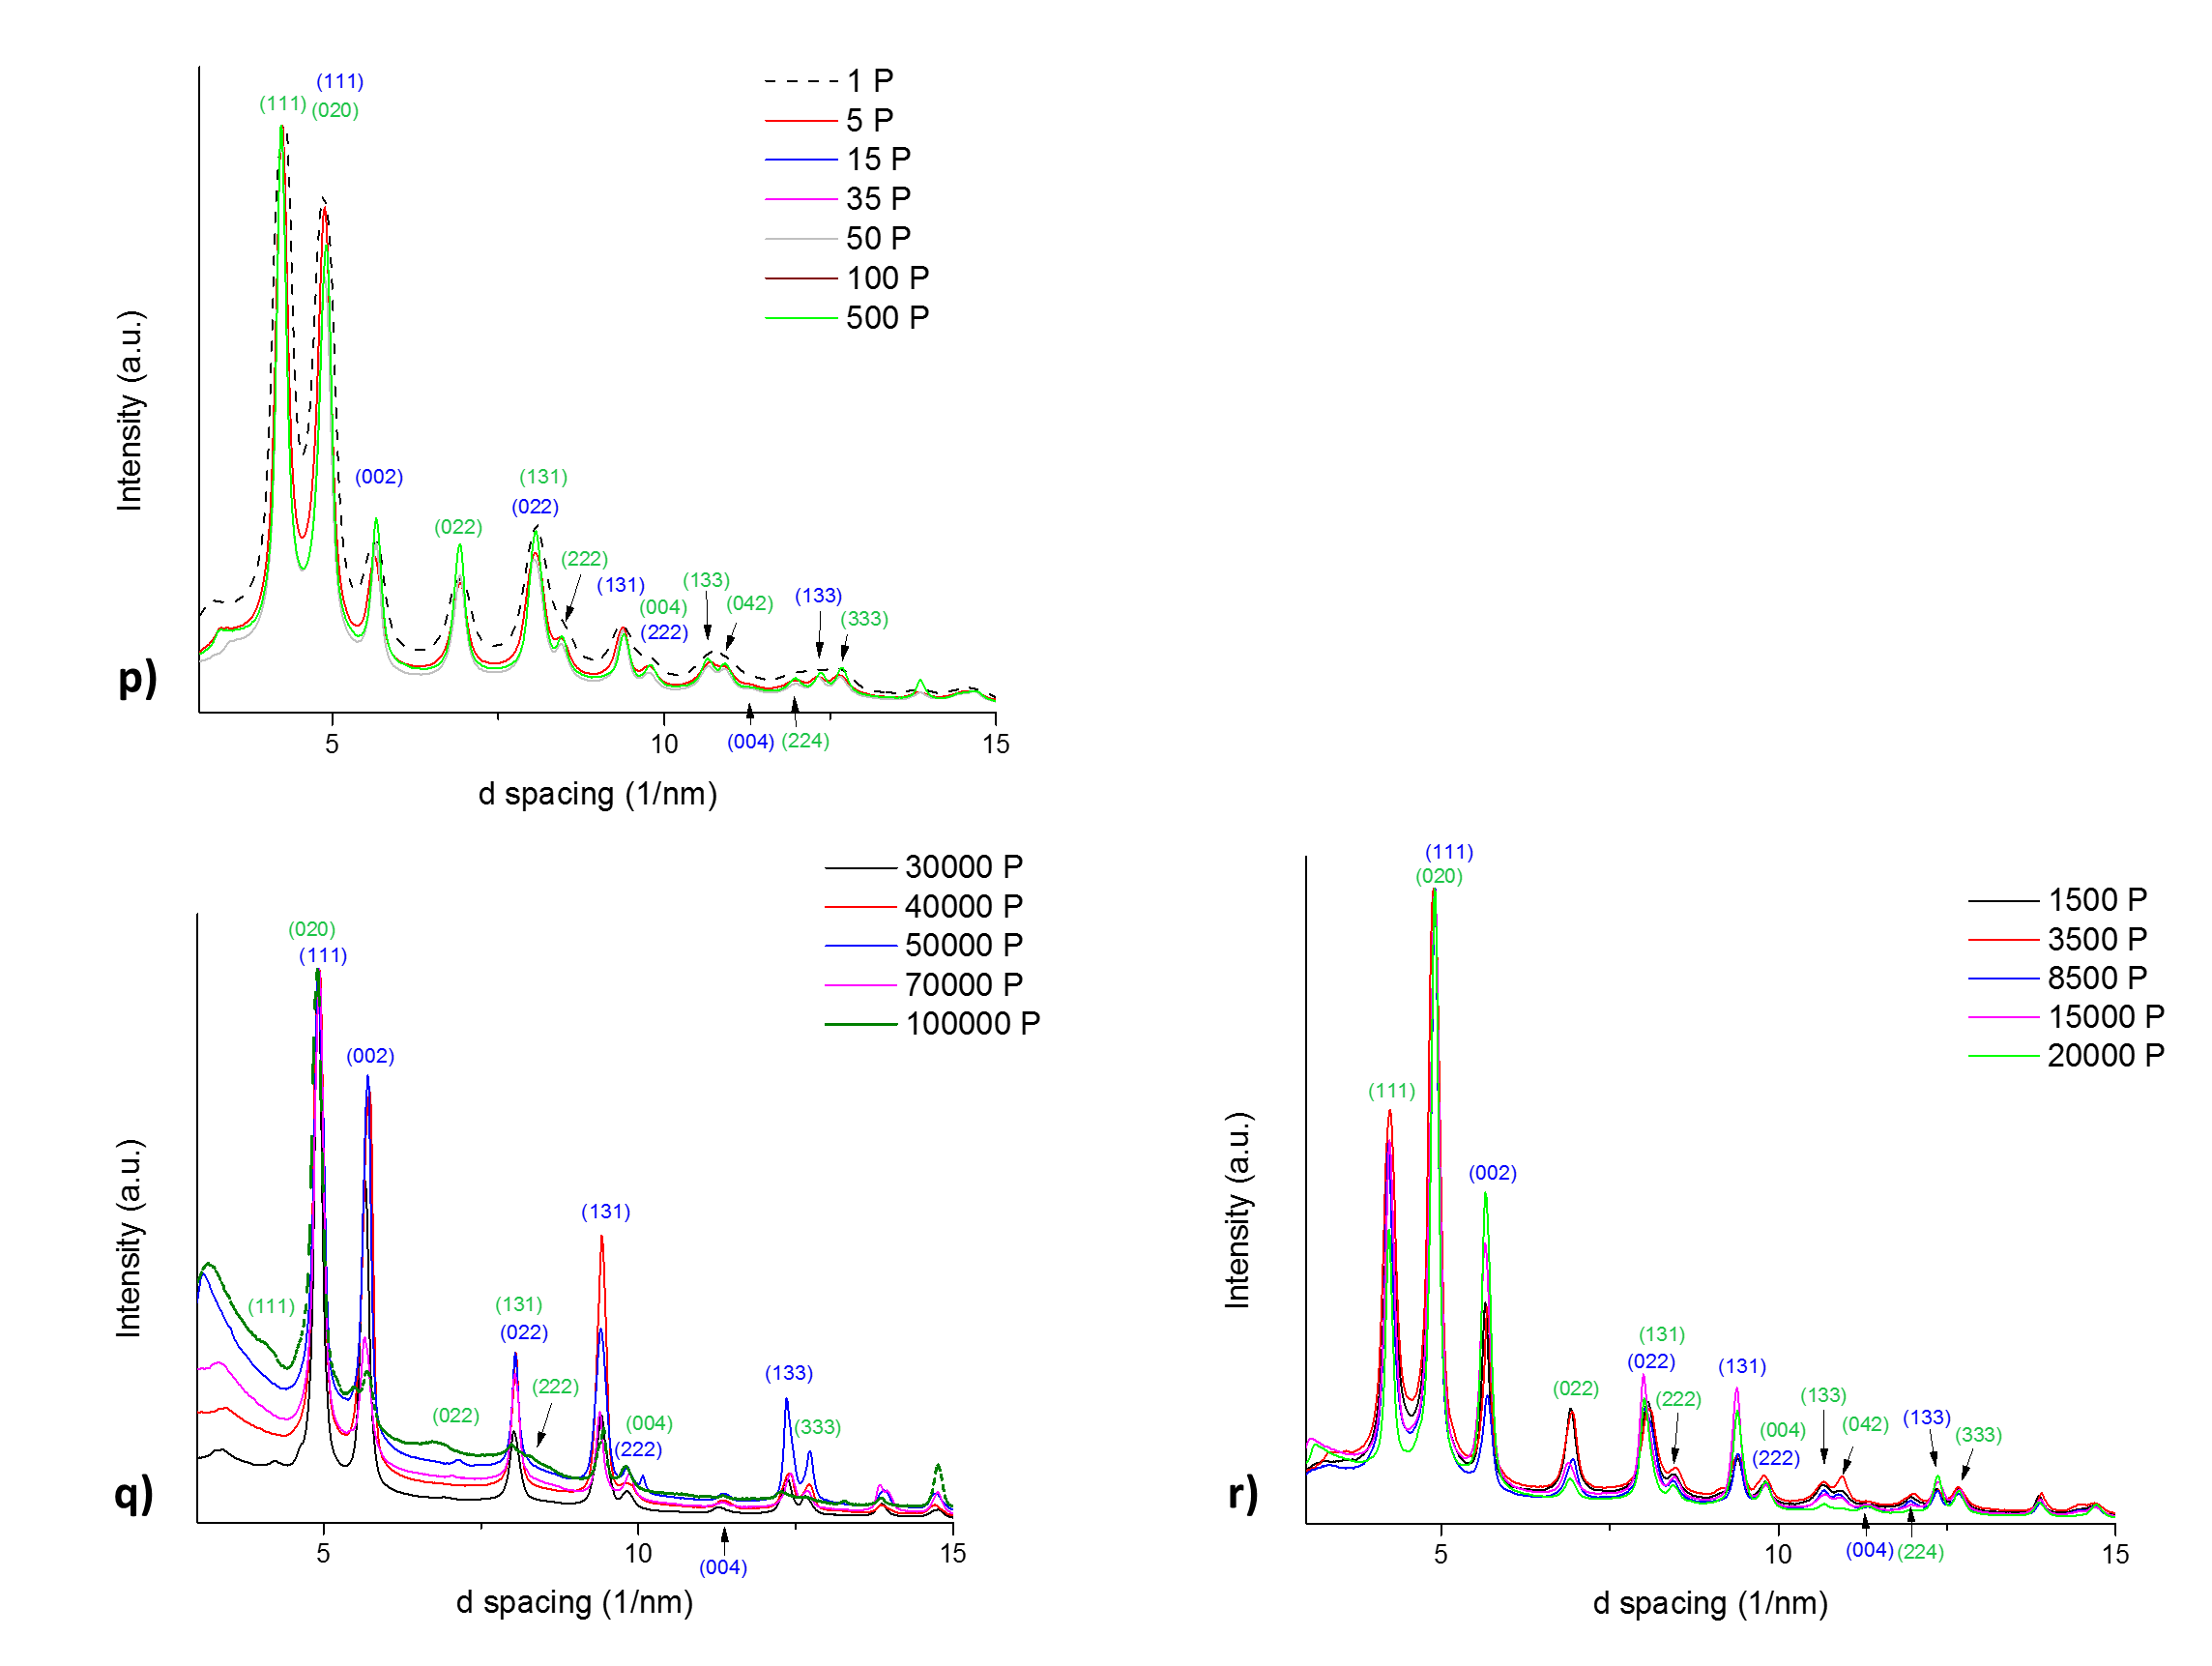 (111)
(111) (020)
1 P
5 P
15 P
35 P
50 P
100 P
500 P
Intensity (a.u.)
(002)
(131)
(022)
(022)
(222)
(131)
(004)
(222)
(133)
(042)
(133)
(333)
p)
5 10 15
(004) (224)
d spacing (1/nm)
30000 P
40000 P
50000 P
70000 P
100000 P
Intensity (a.u.)
(020)
(111)
(002)
(131)
(111)
(131)
(022)
(222)
(022)
(004)
(222)
(133)
(333)
q)
5 10 15
(004)
d spacing (1/nm)
(111)
(020)
1500 P
3500 P
8500 P
15000 P
20000 P
Intensity (a.u.)
(111)
(002)
(131)
(022)
(022)
(222)
(131)
(004)
(222)
(133)
(042)
(133)
(333)
r)
5 10 15
(004) (224)
d spacing (1/nm)